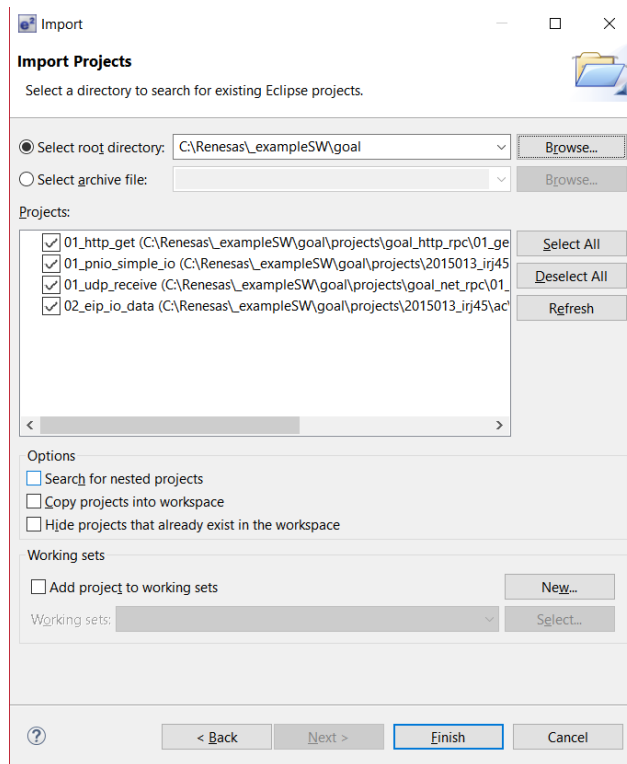 e² Import
Import Projects
Select a directory to search for existing Eclipse projects.
Select root directory: C:\Renesas\_exampleSW\goal Browse...
Select archive file: Browse...
Projects:
01_http_get (C:\Renesas\_exampleSW\goal\projects\goal_http_rpc\01_ge Select All
01_pnio_simple_io (C:\Renesas\_exampleSW\goal\projects\2015013_irj45
01_udp_receive (C:\Renesas\_exampleSW\goal\projects\goal_net_rpc\01_ Deselect All
02_eip_io_data (C:\Renesas\_exampleSW\goal\projects\2015013_irj45\ac\ Refresh
Options
Search for nested projects
Copy projects into workspace
Hide projects that already exist in the workspace
Working sets
Add project to working sets New...
Working sets: Select...
? < Back Next > Finish Cancel